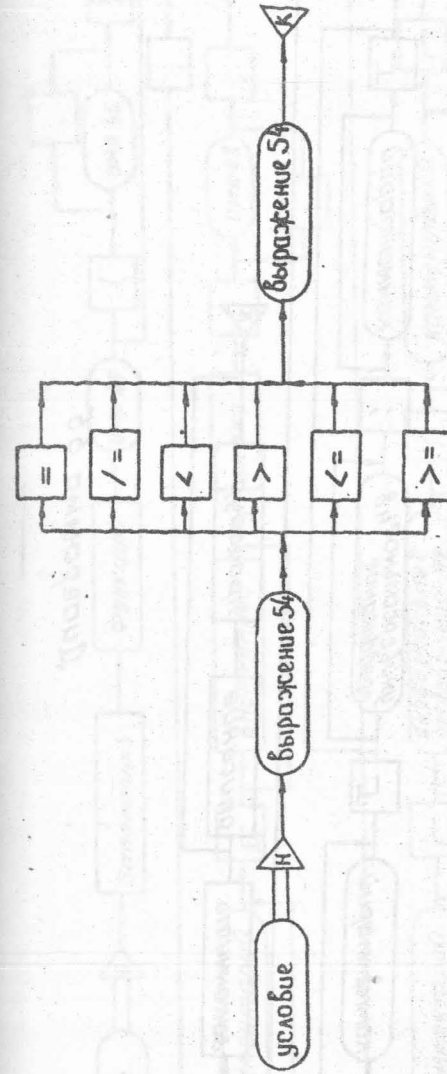 условие
Н
выражение 54
=
/=
<
>
<=
>=
выражение 54
К